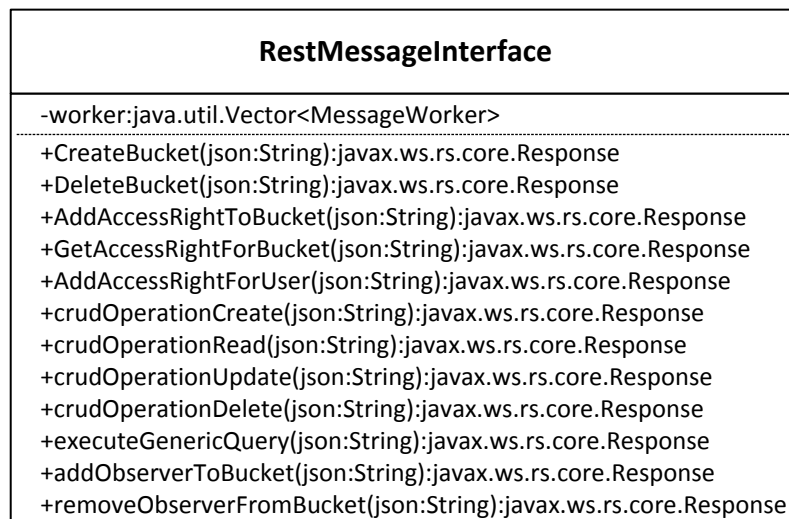 RestMessageInterface
-worker:java.util.Vector<MessageWorker>
+CreateBucket(json:String):javax.ws.rs.core.Response
+DeleteBucket(json:String):javax.ws.rs.core.Response
+AddAccessRightToBucket(json:String):javax.ws.rs.core.Response
+GetAccessRightForBucket(json:String):javax.ws.rs.core.Response
+AddAccessRightForUser(json:String):javax.ws.rs.core.Response
+crudOperationCreate(json:String):javax.ws.rs.core.Response
+crudOperationRead(json:String):javax.ws.rs.core.Response
+crudOperationUpdate(json:String):javax.ws.rs.core.Response
+crudOperationDelete(json:String):javax.ws.rs.core.Response
+executeGenericQuery(json:String):javax.ws.rs.core.Response
+addObserverToBucket(json:String):javax.ws.rs.core.Response
+removeObserverFromBucket(json:String):javax.ws.rs.core.Response